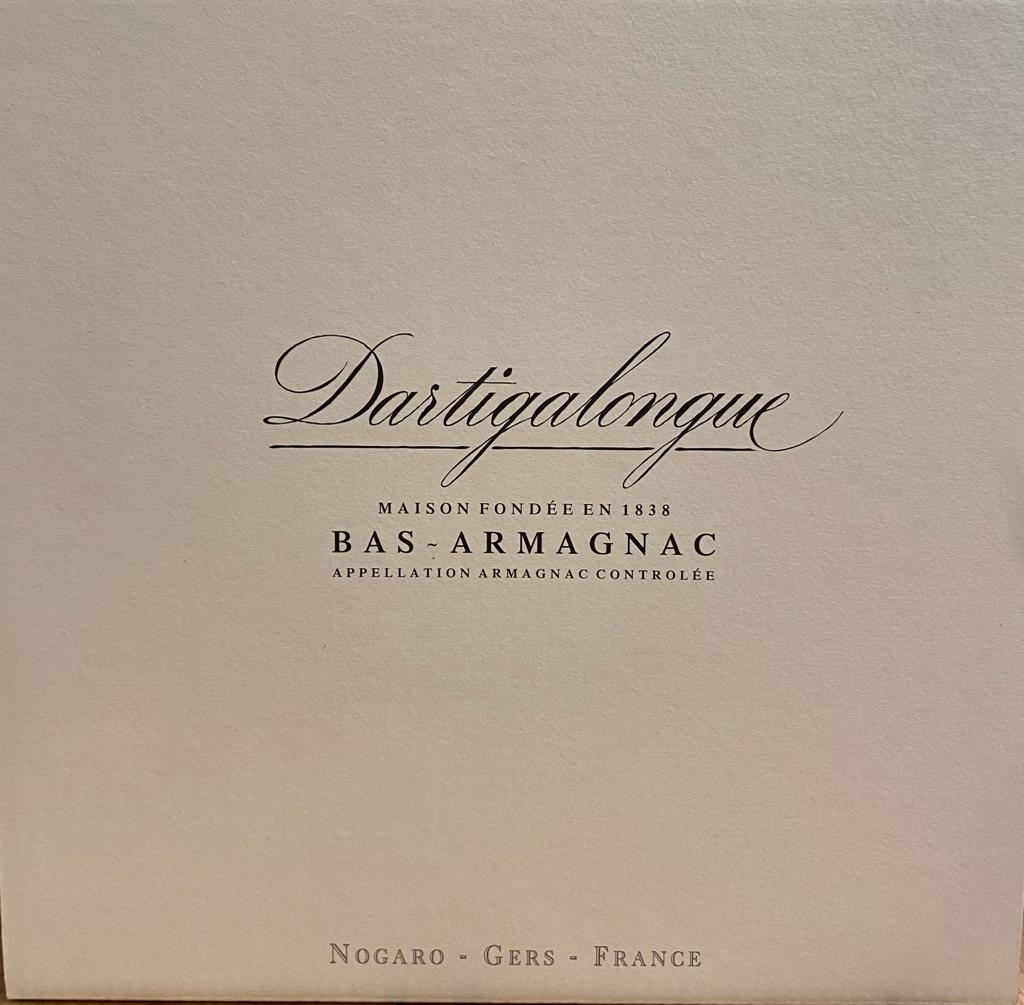 Dartigalongue
MAISON FONDÉE EN 1838
BAS~ARMAGNAC
APPELLATION ARMAGNAC CONTROLÉE
NOGARO - GERS - FRANCE